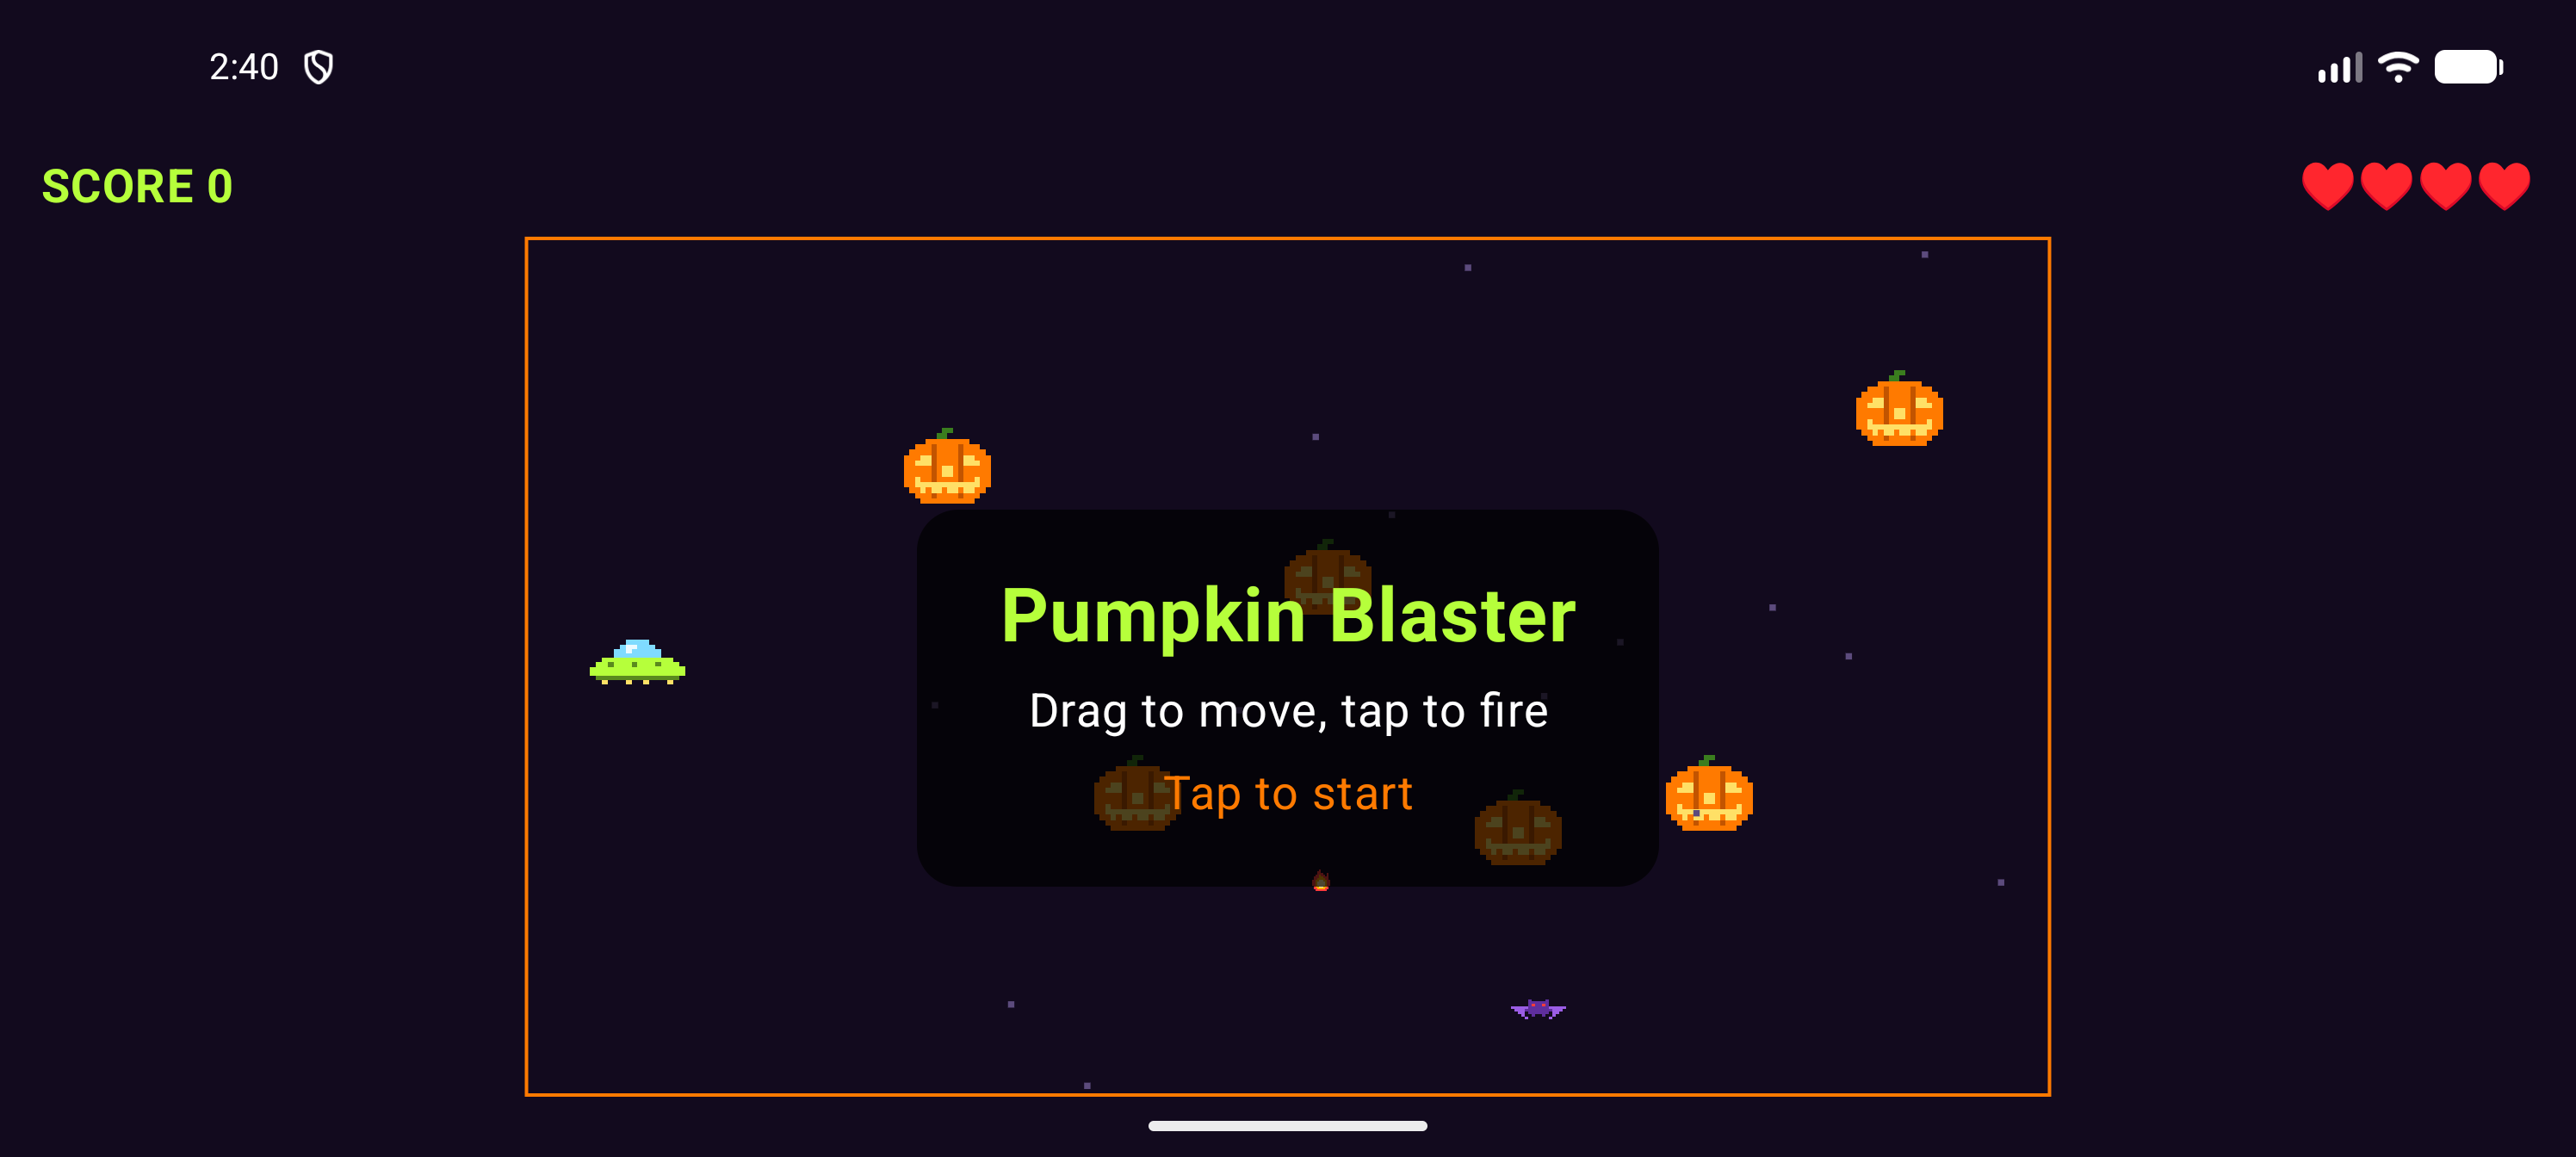 2:40
SCORE 0
Pumpkin Blaster
Drag to move, tap to fire
Tap to start